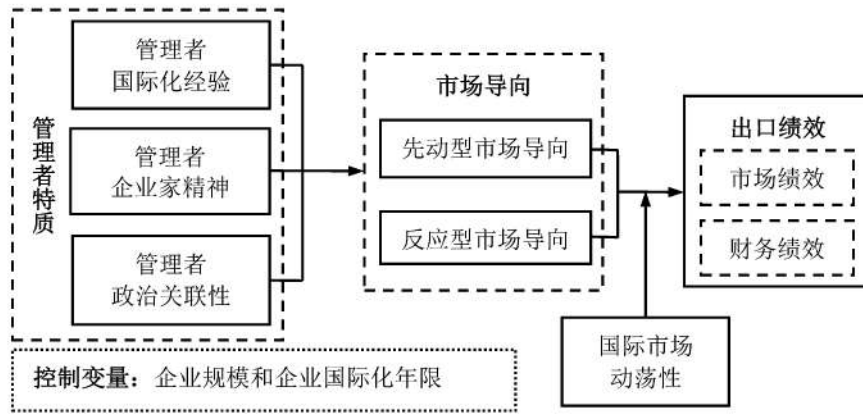 管理者特质
管理者
国际化经验
管理者
企业家精神
管理者
政治关联性
市场导向
先动型市场导向
反应型市场导向
出口绩效
市场绩效
财务绩效
国际市场
动荡性
控制变量：企业规模和企业国际化年限